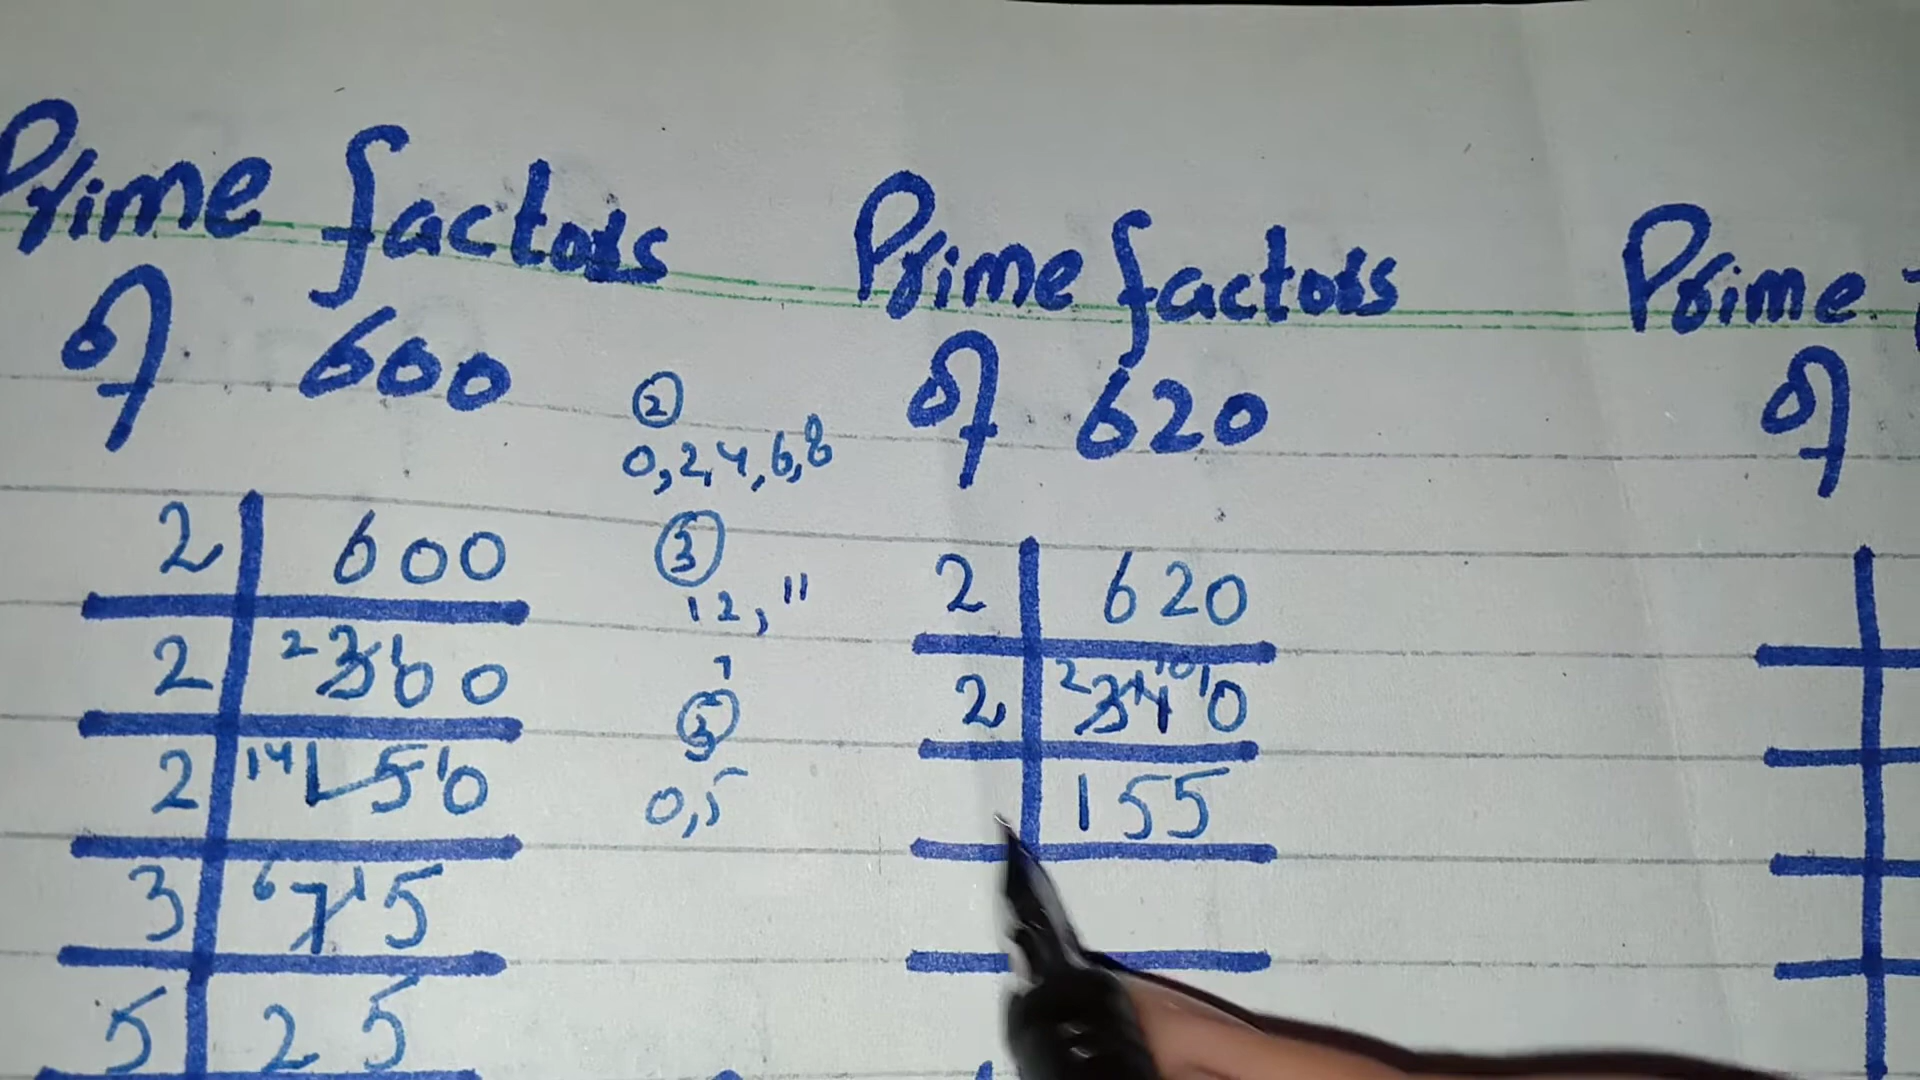 Prime factors
of 600
2 600
2 300
2 150
3 75
5 25
②
0,2,4,6,8
③
12, 11
⑤
0,5
Prime factors
of 620
2 620
2 310
155
Prime
of